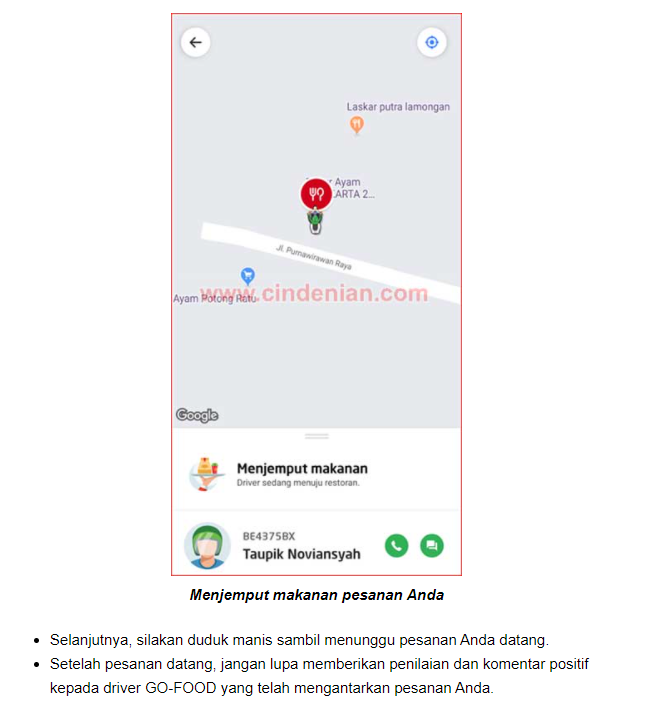 Laskar putra lamongan
Ayam
ARTA 2...
Jl. Purnawirawan Raya
www.cindenian.com
Ayam Potong Ratu
Google
Menjemput makanan
Driver sedang menuju restoran.
BE4375BX
Taupik Noviansyah
Menjemput makanan pesanan Anda
• Selanjutnya, silakan duduk manis sambil menunggu pesanan Anda datang.
• Setelah pesanan datang, jangan lupa memberikan penilaian dan komentar positif
kepada driver GO-FOOD yang telah mengantarkan pesanan Anda.